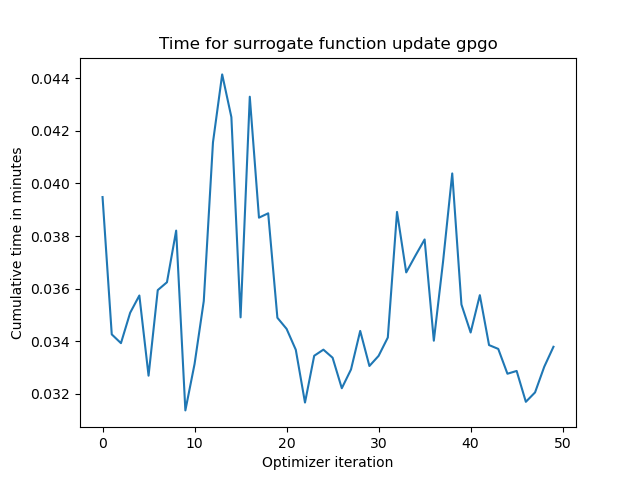 Time for surrogate function update gpgo
0.044
0.042
0.040
0.038
0.036
0.034
0.032
Cumulative time in minutes
0 10 20 30 40 50
Optimizer iteration